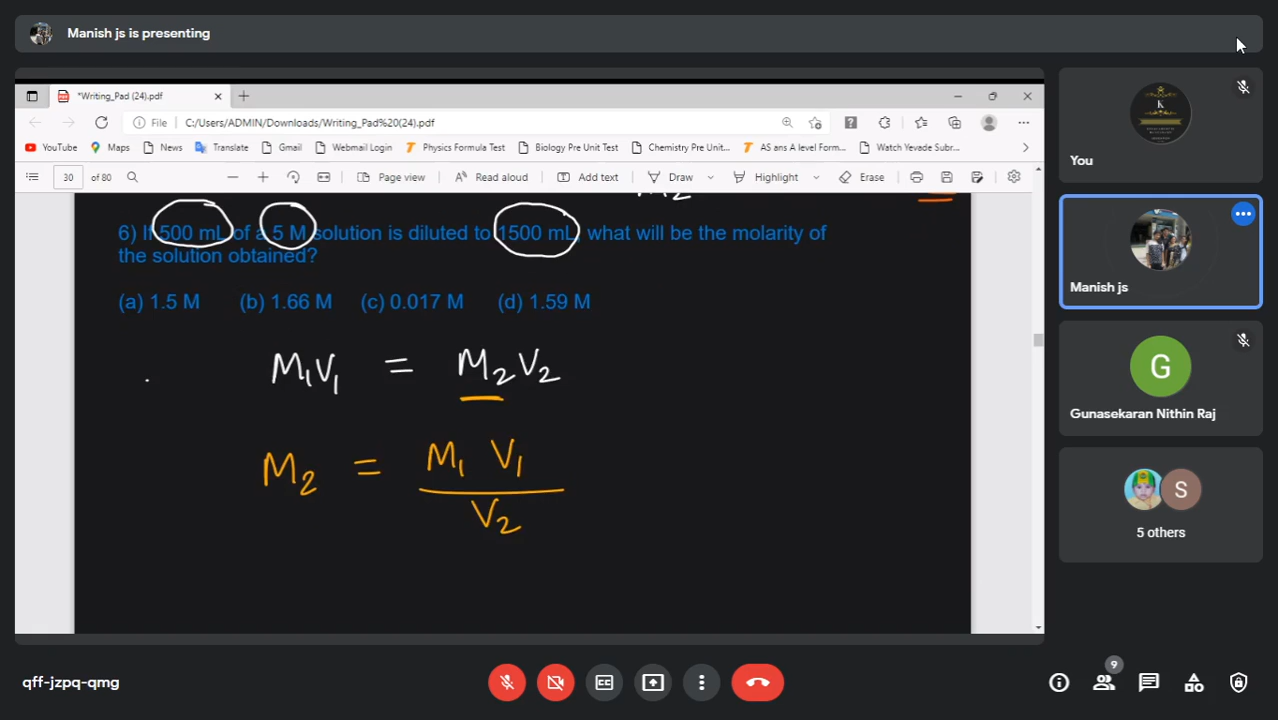 Manish js is presenting
*Writing_Pad (24).pdf
File C:/Users/ADMIN/Downloads/Writing_Pad%20(24).pdf
YouTube Maps News Translate Gmail Webmail Login Physics Formula Test Biology Pre Unit Test Chemistry Pre Unit... AS ans A level Form... Watch Yevade Subr...
30 of 80 Page view Read aloud Add text Draw Highlight Erase
6) If 500 mL of a 5 M solution is diluted to 1500 mL, what will be the molarity of
the solution obtained?
(a) 1.5 M (b) 1.66 M (c) 0.017 M (d) 1.59 M
M₁V₁ = M₂V₂
M₂ = M₁ V₁
V₂
K
You
Manish js
G
Gunasekaran Nithin Raj
S
5 others
qff-jzpq-qmg
CC
9